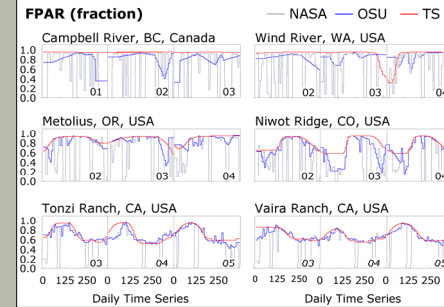 FPAR (fraction) NASA OSU TS
Campbell River, BC, Canada Wind River, WA, USA
1.0
0.8
0.6
0.4
0.2
0.0
01 02 03 02 03 04
Metolius, OR, USA Niwot Ridge, CO, USA
1.0
0.8
0.6
0.4
0.2
0.0
02 03 04 02 03 04
Tonzi Ranch, CA, USA Vaira Ranch, CA, USA
1.0
0.8
0.6
0.4
0.2
0.0
03 04 05 03 04 05
0 125 250 0 125 250 0 125 250 0 125 250 0 125 250 0 125 250
Daily Time Series Daily Time Series